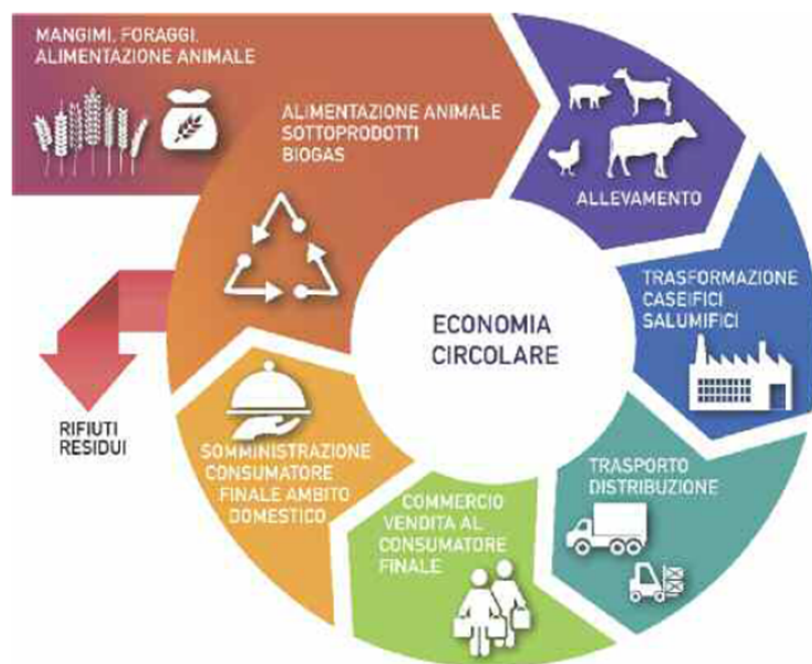 MANGIMI, FORAGGI,
ALIMENTAZIONE ANIMALE
ALIMENTAZIONE ANIMALE
SOTTOPRODOTTI
BIOGAS
ALLEVAMENTO
TRASFORMAZIONE
CASEIFICI
SALUMIFICI
ECONOMIA
CIRCOLARE
TRASPORTO
DISTRIBUZIONE
COMMERCIO
VENDITA AL
CONSUMATORE
FINALE
SOMMINISTRAZIONE
CONSUMATORE
FINALE AMBITO
DOMESTICO
RIFIUTI
RESIDUI